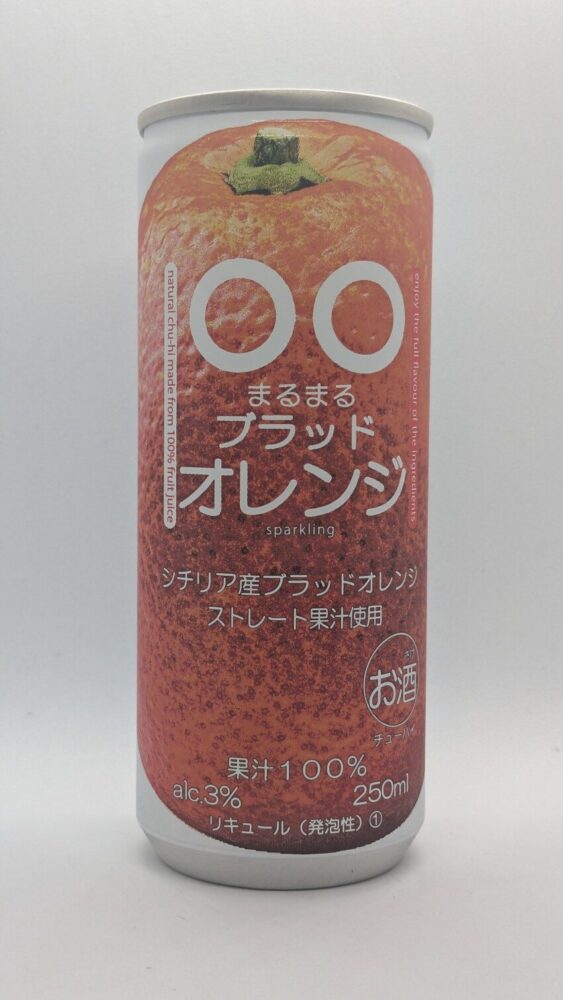 ○○
まるまる
ブラッド
オレンジ
sparkling
natural chu-hi made from 100% fruit juice
enjoy the full flavour of the ingredients
シチリア産ブラッドオレンジ
ストレート果汁使用
さけ
お酒
チューハイ
果汁100%
alc.3%
250ml
リキュール（発泡性）①